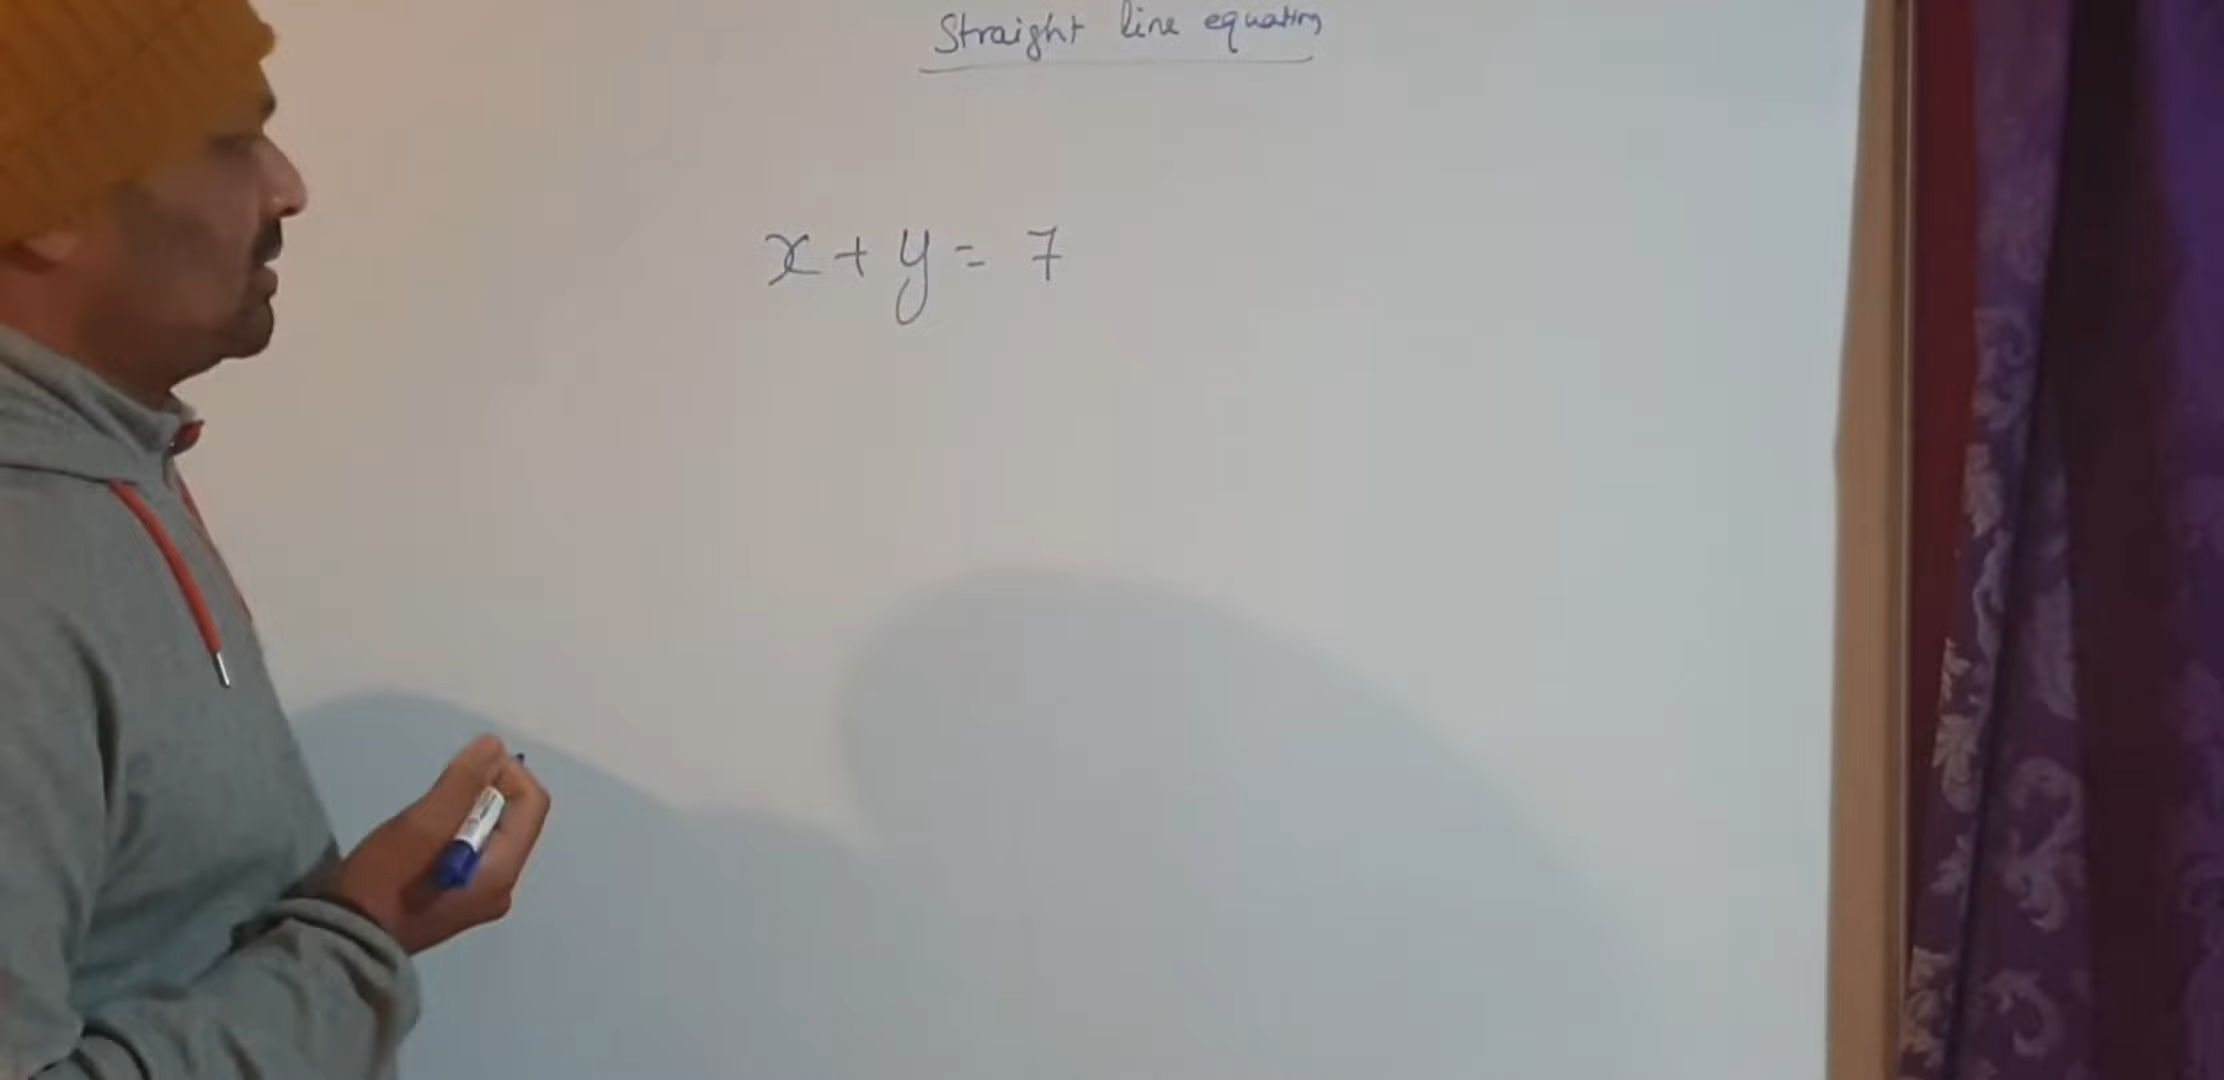 Straight line equation
x + y = 7